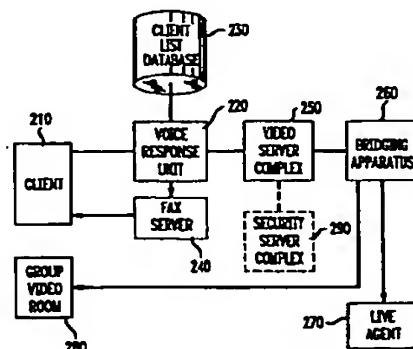 230
CLIENT
LIST
DATABASE
210
220
250
260
CLIENT
VOICE
RESPONSE
UNIT
VIDEO
SERVER
COMPLEX
BRIDGING
APPARATUS
FAX
SERVER
240
SECURITY
SERVER
COMPLEX
290
GROUP
VIDEO
ROOM
280
LIVE
AGENT
270